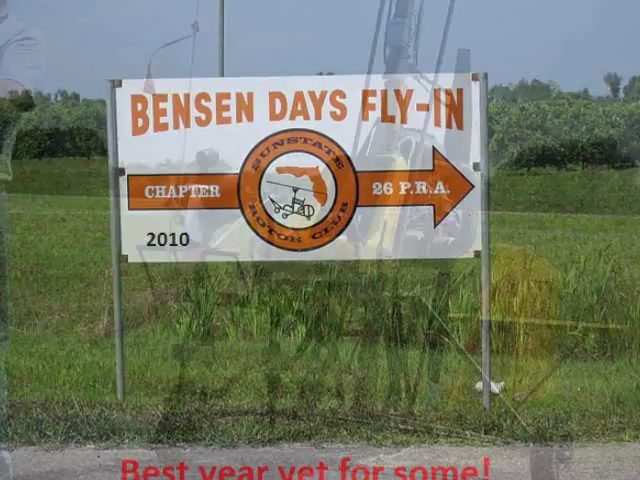 BENSEN DAYS FLY-IN
SUNSTATE
CHAPTER
26 P.R.A.
ROTOR CLUB
2010
Best year yet for some!